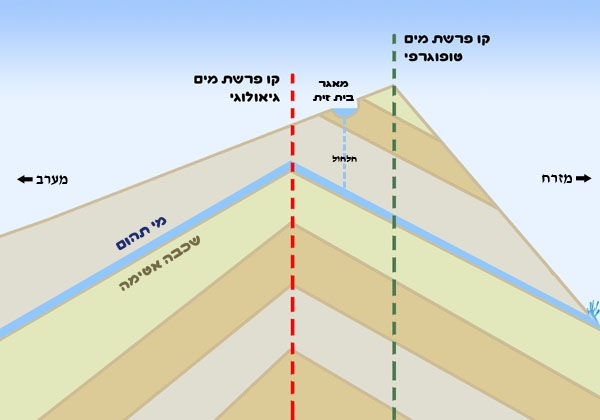 קו פרשת מים
טופוגרפי
קו פרשת מים
גיאולוגי
מאגר
בית זית
חלחול
מערב
מזרח
מי תהום
שכבה אטימה